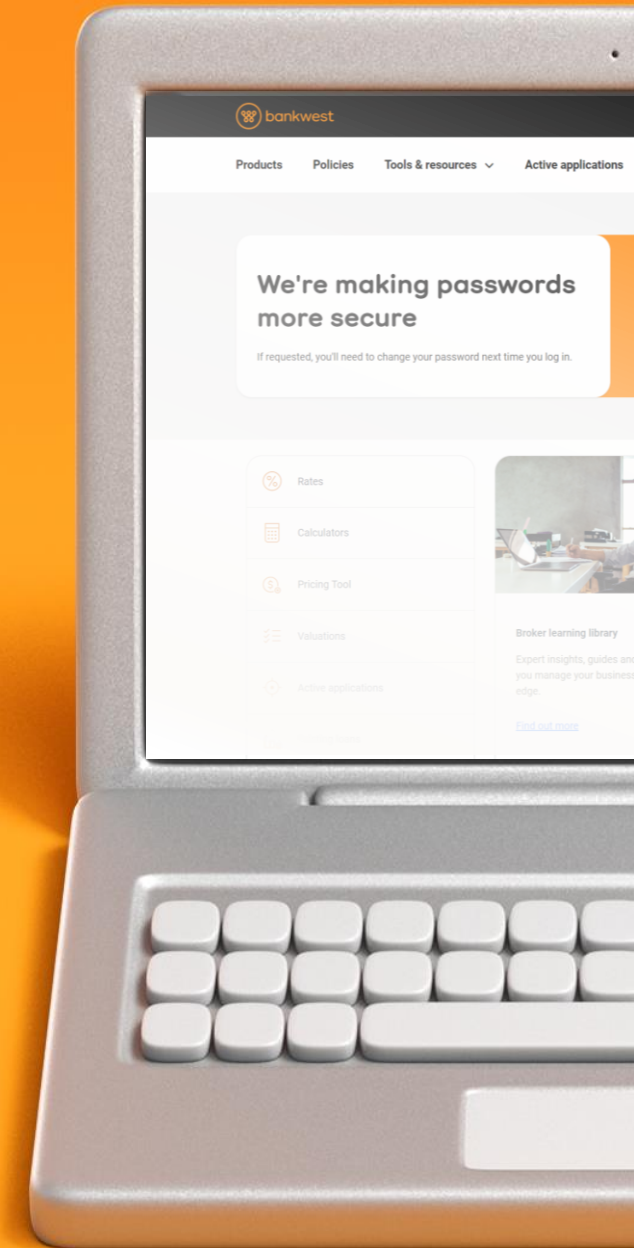 bankwest
Products Policies Tools & resources Active applications
We're making passwords
more secure
If requested, you'll need to change your password next time you log in.
Rates
Calculators
Pricing Tool
Valuations
Active applications
Broker learning library
Expert insights, guides and
you manage your business
edge.
Find out more